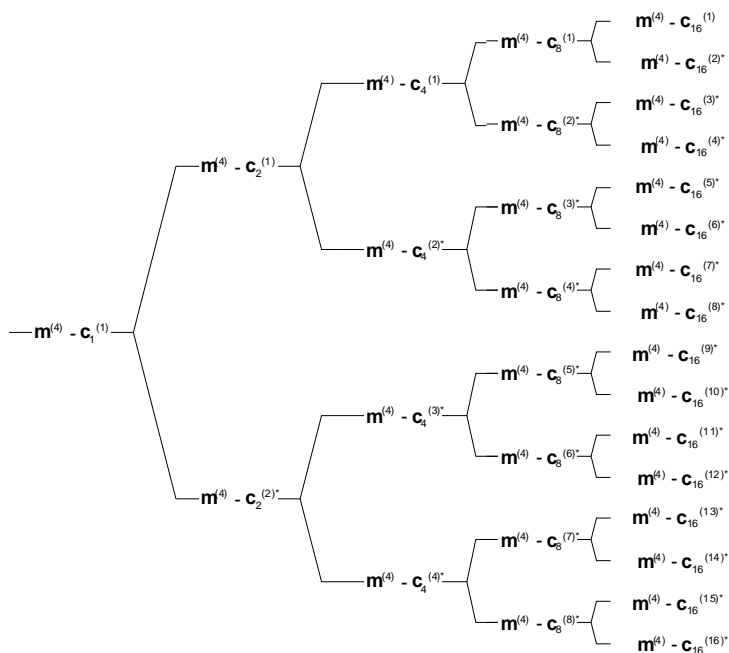 m(4) - c16(1)
m(4) - c8(1)
m(4) - c16(2)*
m(4) - c4(1)
m(4) - c16(3)*
m(4) - c8(2)*
m(4) - c16(4)*
m(4) - c2(1)
m(4) - c16(5)*
m(4) - c8(3)*
m(4) - c16(6)*
m(4) - c4(2)*
m(4) - c16(7)*
m(4) - c8(4)*
m(4) - c16(8)*
m(4) - c1(1)
m(4) - c16(9)*
m(4) - c8(5)*
m(4) - c16(10)*
m(4) - c4(3)*
m(4) - c16(11)*
m(4) - c8(6)*
m(4) - c16(12)*
m(4) - c2(2)*
m(4) - c16(13)*
m(4) - c8(7)*
m(4) - c16(14)*
m(4) - c4(4)*
m(4) - c16(15)*
m(4) - c8(8)*
m(4) - c16(16)*